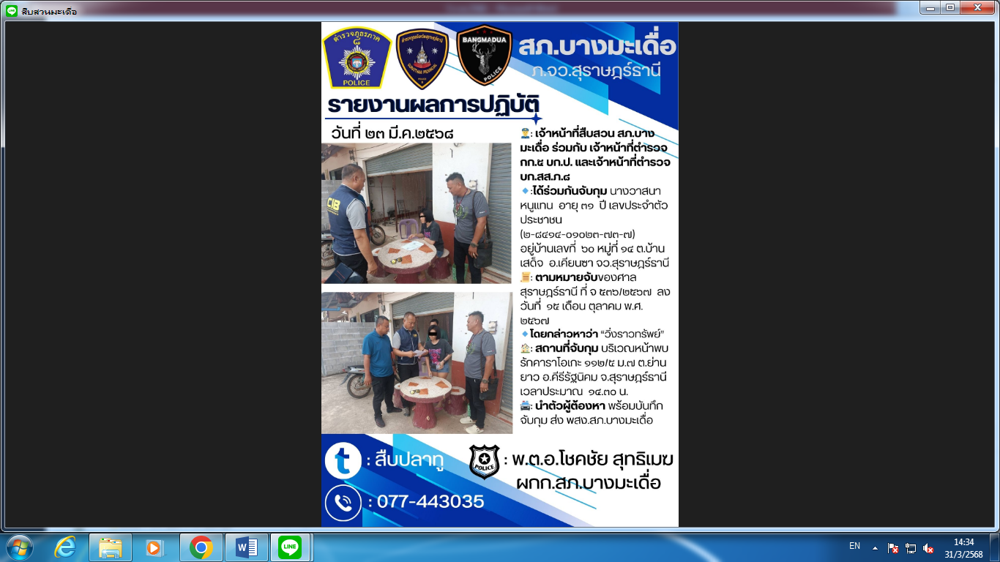 สืบสวนมะเดือ
ตำรวจภูธรภาค
๘
POLICE
BANGMADUA
POLICE
สภ.บางมะเดื่อ
ภ.จว.สุราษฎร์ธานี
รายงานผลการปฏิบัติ
วันที่ ๒๓ มี.ค.๒๕๖๘
👮: เจ้าหน้าที่สืบสวน สภ.บาง
มะเดื่อ ร่วมกับ เจ้าหน้าที่ตำรวจ
กก.๕ บก.ป. และเจ้าหน้าที่ตำรวจ
บก.สส.ภ.๘
🔹:ได้ร่วมกันจับกุม นางวาสนา
หนูแทน อายุ ๓๑ ปี เลขประจำตัว
ประชาชน
(๒-๘๔๑๔-๐๑๐๒๓-๗๓-๗)
อยู่บ้านเลขที่ ๖๐ หมู่ที่ ๑๔ ต.บ้าน
เสด็จ อ.เคียนซา จว.สุราษฎร์ธานี
📜: ตามหมายจับของศาล
สุราษฎร์ธานี ที่ จ ๕๓๖/๒๕๖๗ ลง
วันที่ ๑๕ เดือน ตุลาคม พ.ศ.
๒๕๖๗
🔹โดยกล่าวหาว่า “วิ่งราวทรัพย์”
🏠: สถานที่จับกุม บริเวณหน้าพบ
รักคาราโอเกะ ๑๑๒/๕ ม.๗ ต.ย่าน
ยาว อ.คีรีรัฐนิคม จ.สุราษฎร์ธานี
เวลาประมาณ ๑๔.๓๐ น.
🚔: นำตัวผู้ต้องหา พร้อมบันทึก
จับกุม ส่ง พสง.สภ.บางมะเดื่อ
CIB
t : สืบปลาทู
POLICE : พ.ต.อ.โชคชัย สุทธิเมฆ
ผกก.สภ.บางมะเดื่อ
: 077-443035
W LINE
EN
14:34
31/3/2568